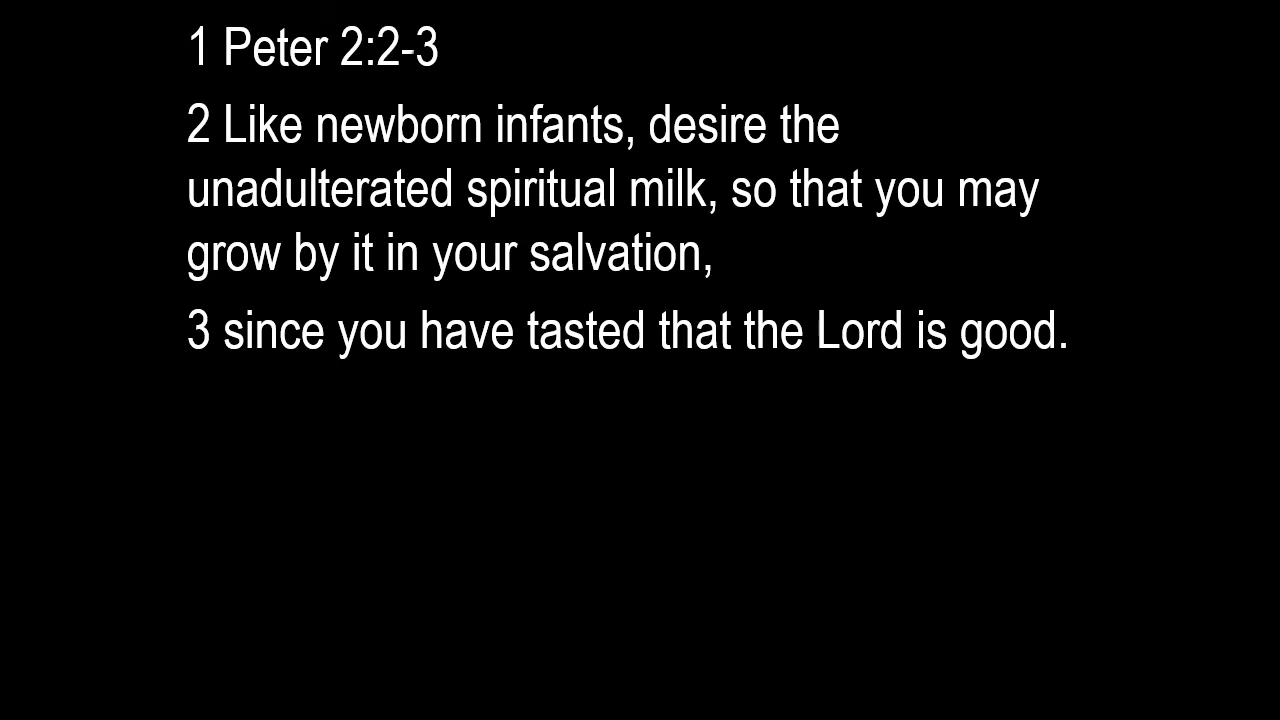 1 Peter 2:2-3
2 Like newborn infants, desire the
unadulterated spiritual milk, so that you may
grow by it in your salvation,
3 since you have tasted that the Lord is good.